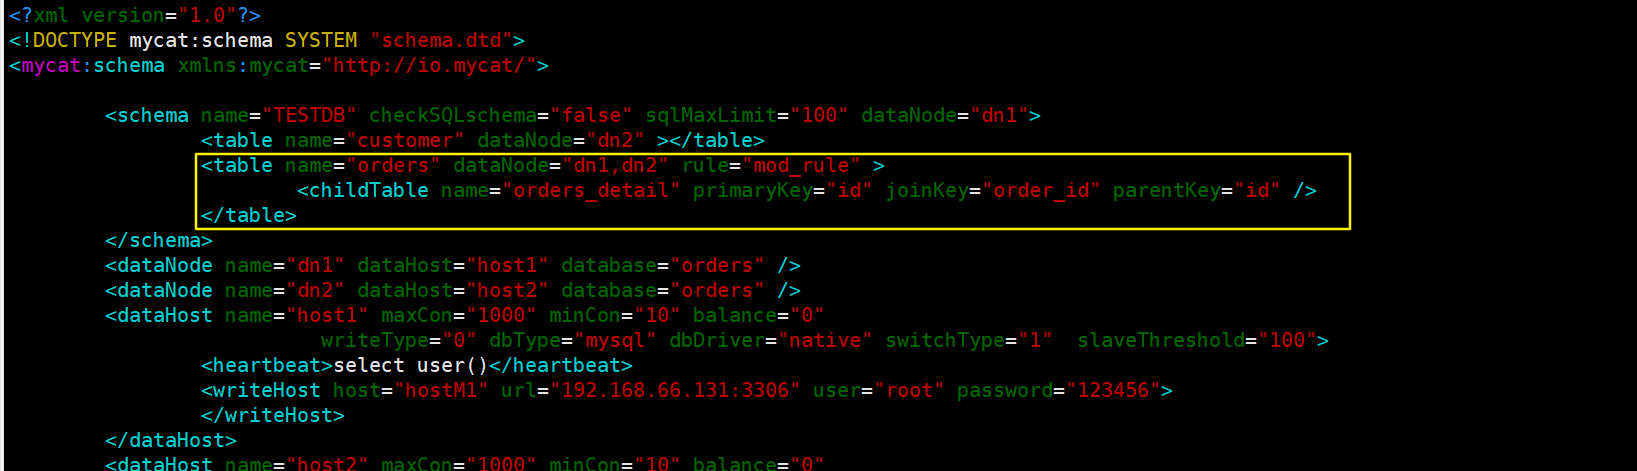 <?xml version="1.0"?>
<!DOCTYPE mycat:schema SYSTEM "schema.dtd">
<mycat:schema xmlns:mycat="http://io.mycat/">
<schema name="TESTDB" checkSQLschema="false" sqlMaxLimit="100" dataNode="dn1">
<table name="customer" dataNode="dn2" ></table>
<table name="orders" dataNode="dn1,dn2" rule="mod_rule" >
<childTable name="orders_detail" primaryKey="id" joinKey="order_id" parentKey="id" />
</table>
</schema>
<dataNode name="dn1" dataHost="host1" database="orders" />
<dataNode name="dn2" dataHost="host2" database="orders" />
<dataHost name="host1" maxCon="1000" minCon="10" balance="0"
writeType="0" dbType="mysql" dbDriver="native" switchType="1"  slaveThreshold="100">
<heartbeat>select user()</heartbeat>
<writeHost host="hostM1" url="192.168.66.131:3306" user="root" password="123456">
</writeHost>
</dataHost>
<dataHost name="host2" maxCon="1000" minCon="10" balance="0"